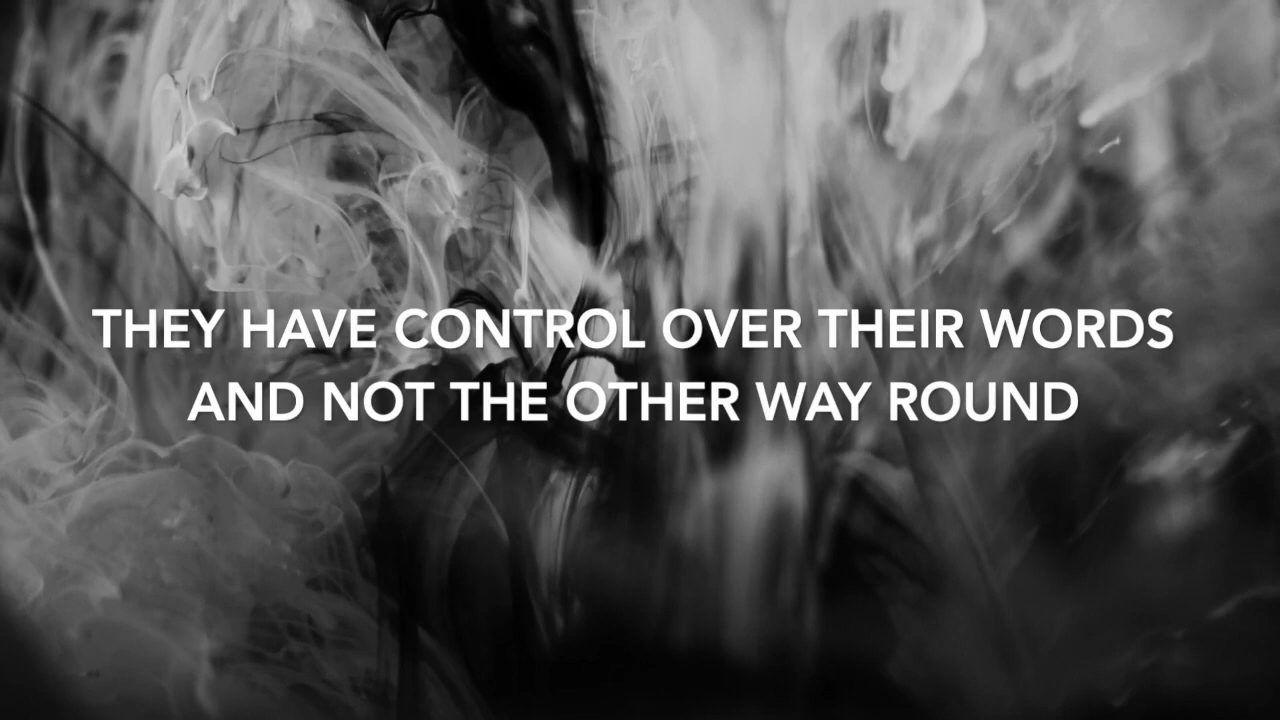 THEY HAVE CONTROL OVER THEIR WORDS
AND NOT THE OTHER WAY ROUND